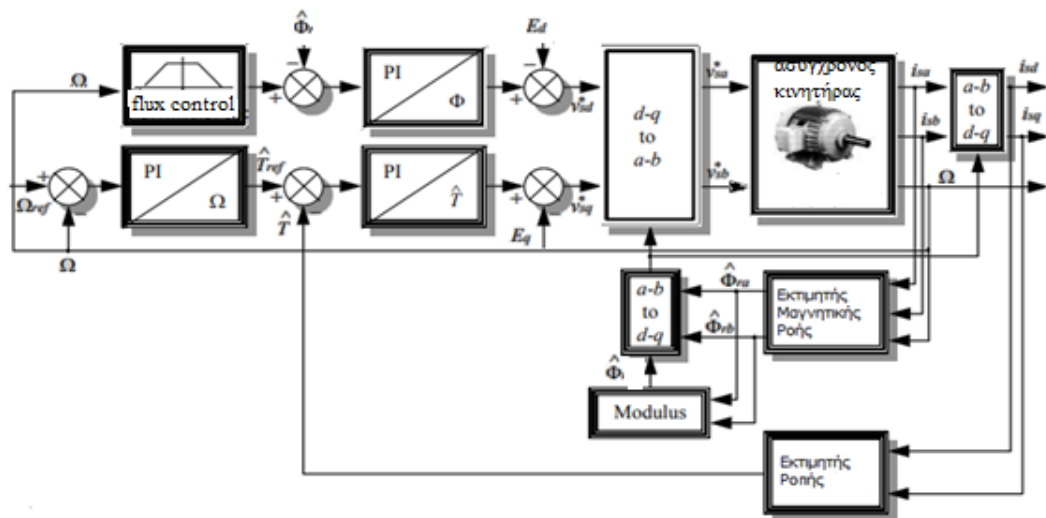 Φ̂r
Ed
Ω
flux control
PI
Φ
v*sd
d-q
to
a-b
v*sa
v*sb
ασύγχρονος
κινητήρας
isa
isb
a-b
to
d-q
isd
isq
Ω
Ωref
PI
Ω
T̂ref
T̂
PI
T̂
v*sq
Eq
Ω
a-b
to
d-q
Φ̂ra
Φ̂rb
Εκτιμητής
Μαγνητικής
Ροής
Modulus
Εκτιμητής
Ροπής